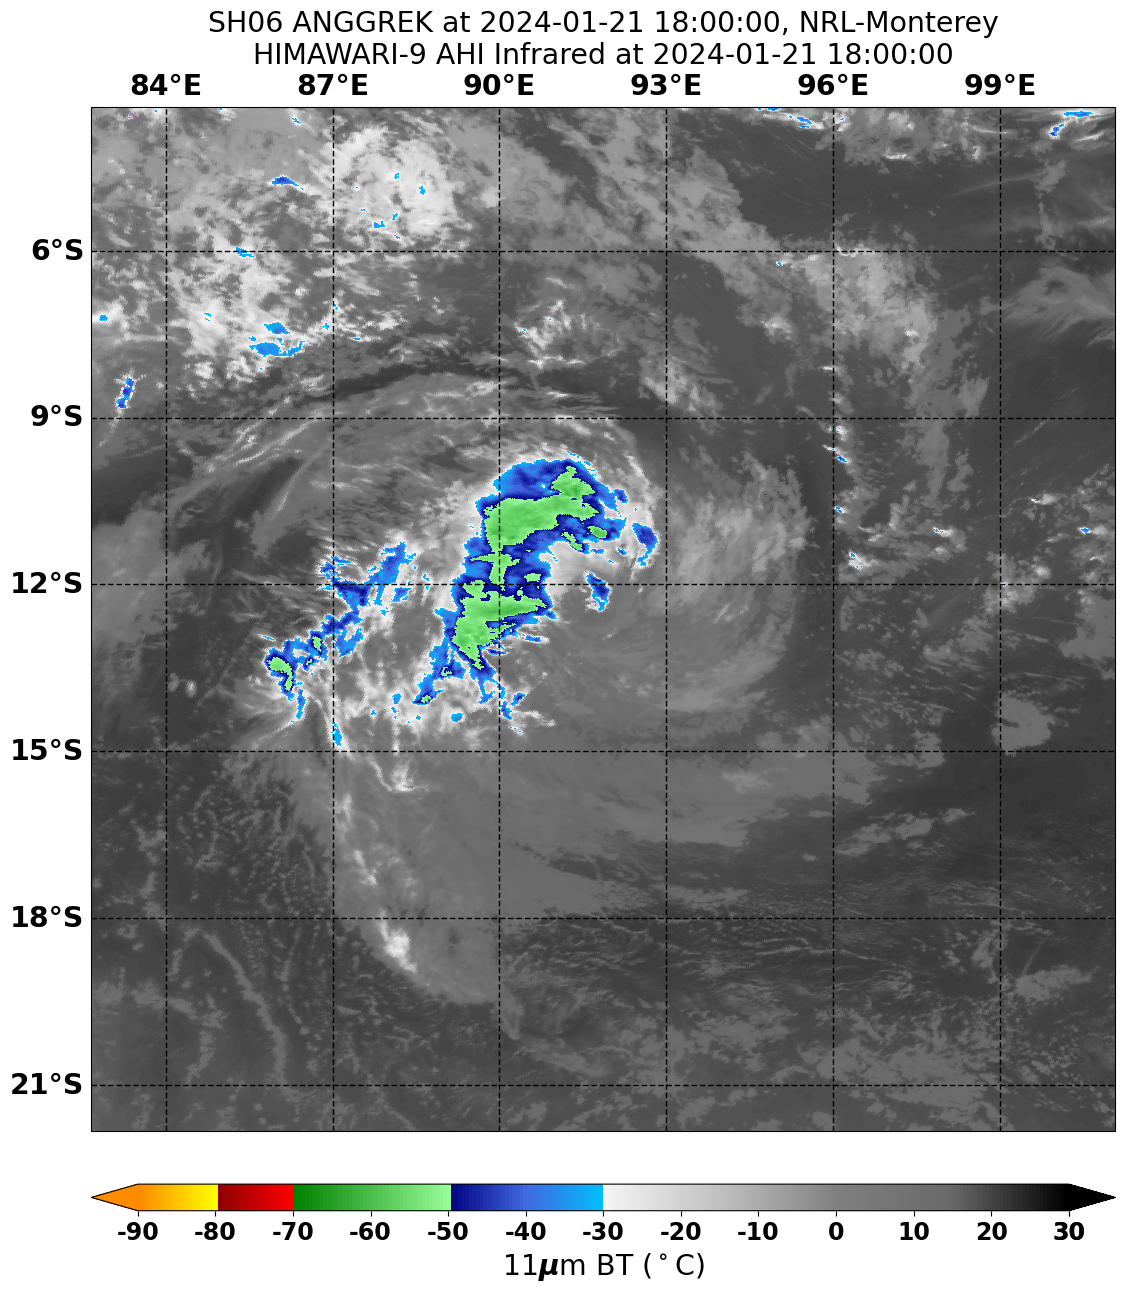 SH06 ANGGREK at 2024-01-21 18:00:00, NRL-Monterey
HIMAWARI-9 AHI Infrared at 2024-01-21 18:00:00
84°E 87°E 90°E 93°E 96°E 99°E
6°S
9°S
12°S
15°S
18°S
21°S
-90 -80 -70 -60 -50 -40 -30 -20 -10 0 10 20 30
11μm BT (°C)